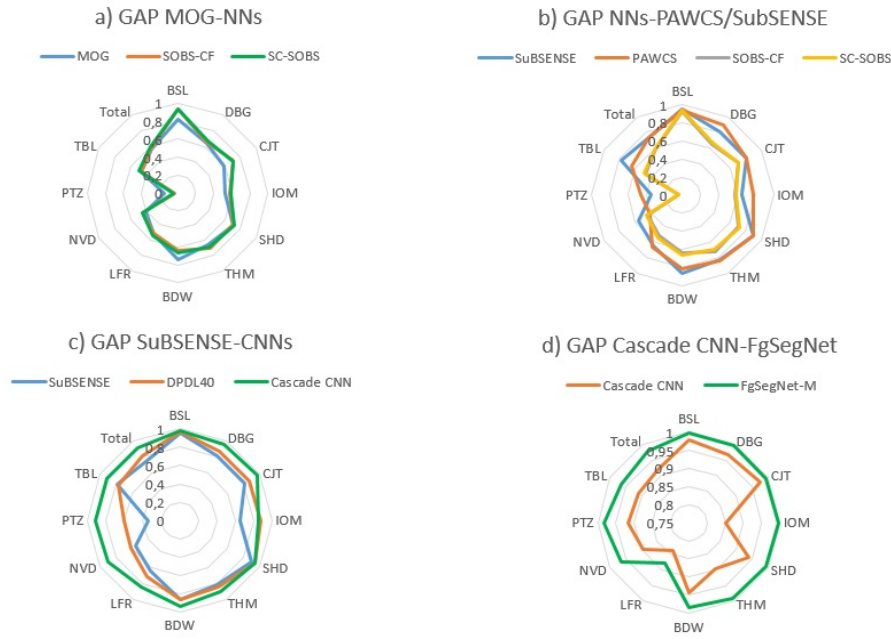 a) GAP MOG-NNs
MOG SOBS-CF SC-SOBS
BSL
DBG
CJT
IOM
SHD
THM
BDW
LFR
NVD
PTZ
TBL
Total
1
0,8
0,6
0,4
0,2
0
b) GAP NNs-PAWCS/SubSENSE
SuBSENSE PAWCS SOBS-CF SC-SOBS
BSL
DBG
CJT
IOM
SHD
THM
BDW
LFR
NVD
PTZ
TBL
Total
1
0,8
0,6
0,4
0,2
0
c) GAP SuBSENSE-CNNs
SuBSENSE DPDL40 Cascade CNN
BSL
DBG
CJT
IOM
SHD
THM
BDW
LFR
NVD
PTZ
TBL
Total
1
0,8
0,6
0,4
0,2
0
d) GAP Cascade CNN-FgSegNet
Cascade CNN FgSegNet-M
BSL
DBG
CJT
IOM
SHD
THM
BDW
LFR
NVD
PTZ
TBL
Total
1
0,95
0,9
0,85
0,8
0,75